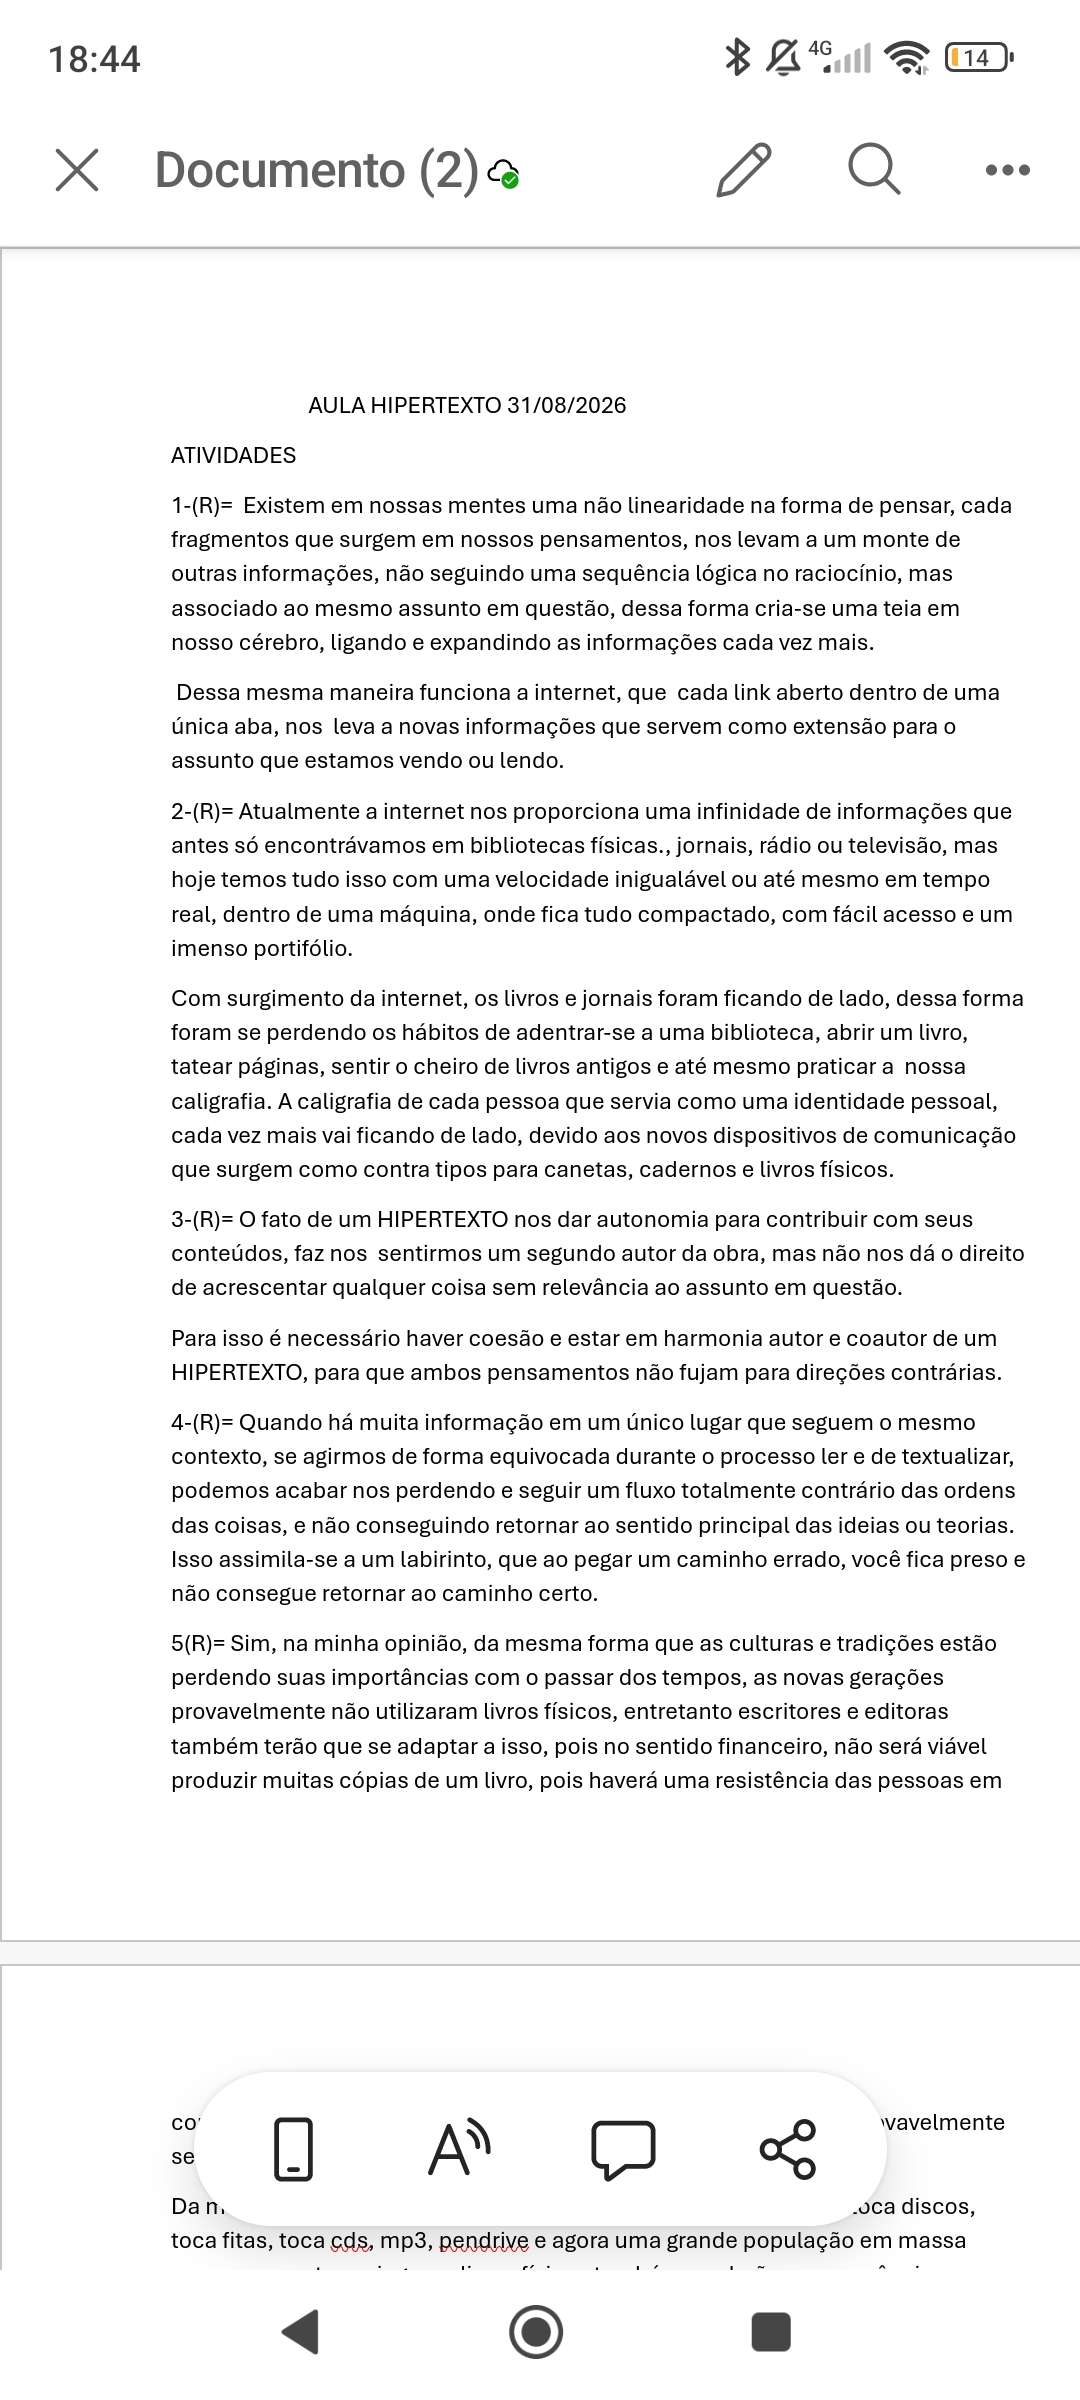 18:44
4G
14
Documento (2)
AULA HIPERTEXTO 31/08/2026
ATIVIDADES
1-(R)=  Existem em nossas mentes uma não linearidade na forma de pensar, cada
fragmentos que surgem em nossos pensamentos, nos levam a um monte de
outras informações, não seguindo uma sequência lógica no raciocínio, mas
associado ao mesmo assunto em questão, dessa forma cria-se uma teia em
nosso cérebro, ligando e expandindo as informações cada vez mais.
Dessa mesma maneira funciona a internet, que  cada link aberto dentro de uma
única aba, nos  leva a novas informações que servem como extensão para o
assunto que estamos vendo ou lendo.
2-(R)= Atualmente a internet nos proporciona uma infinidade de informações que
antes só encontrávamos em bibliotecas físicas., jornais, rádio ou televisão, mas
hoje temos tudo isso com uma velocidade inigualável ou até mesmo em tempo
real, dentro de uma máquina, onde fica tudo compactado, com fácil acesso e um
imenso portifólio.
Com surgimento da internet, os livros e jornais foram ficando de lado, dessa forma
foram se perdendo os hábitos de adentrar-se a uma biblioteca, abrir um livro,
tatear páginas, sentir o cheiro de livros antigos e até mesmo praticar a  nossa
caligrafia. A caligrafia de cada pessoa que servia como uma identidade pessoal,
cada vez mais vai ficando de lado, devido aos novos dispositivos de comunicação
que surgem como contra tipos para canetas, cadernos e livros físicos.
3-(R)= O fato de um HIPERTEXTO nos dar autonomia para contribuir com seus
conteúdos, faz nos  sentirmos um segundo autor da obra, mas não nos dá o direito
de acrescentar qualquer coisa sem relevância ao assunto em questão.
Para isso é necessário haver coesão e estar em harmonia autor e coautor de um
HIPERTEXTO, para que ambos pensamentos não fujam para direções contrárias.
4-(R)= Quando há muita informação em um único lugar que seguem o mesmo
contexto, se agirmos de forma equivocada durante o processo ler e de textualizar,
podemos acabar nos perdendo e seguir um fluxo totalmente contrário das ordens
das coisas, e não conseguindo retornar ao sentido principal das ideias ou teorias.
Isso assimila-se a um labirinto, que ao pegar um caminho errado, você fica preso e
não consegue retornar ao caminho certo.
5(R)= Sim, na minha opinião, da mesma forma que as culturas e tradições estão
perdendo suas importâncias com o passar dos tempos, as novas gerações
provavelmente não utilizaram livros físicos, entretanto escritores e editoras
também terão que se adaptar a isso, pois no sentido financeiro, não será viável
produzir muitas cópias de um livro, pois haverá uma resistência das pessoas em
Da
discos,
toca fitas, toca cds, mp3, pendrive e agora uma grande população em massa